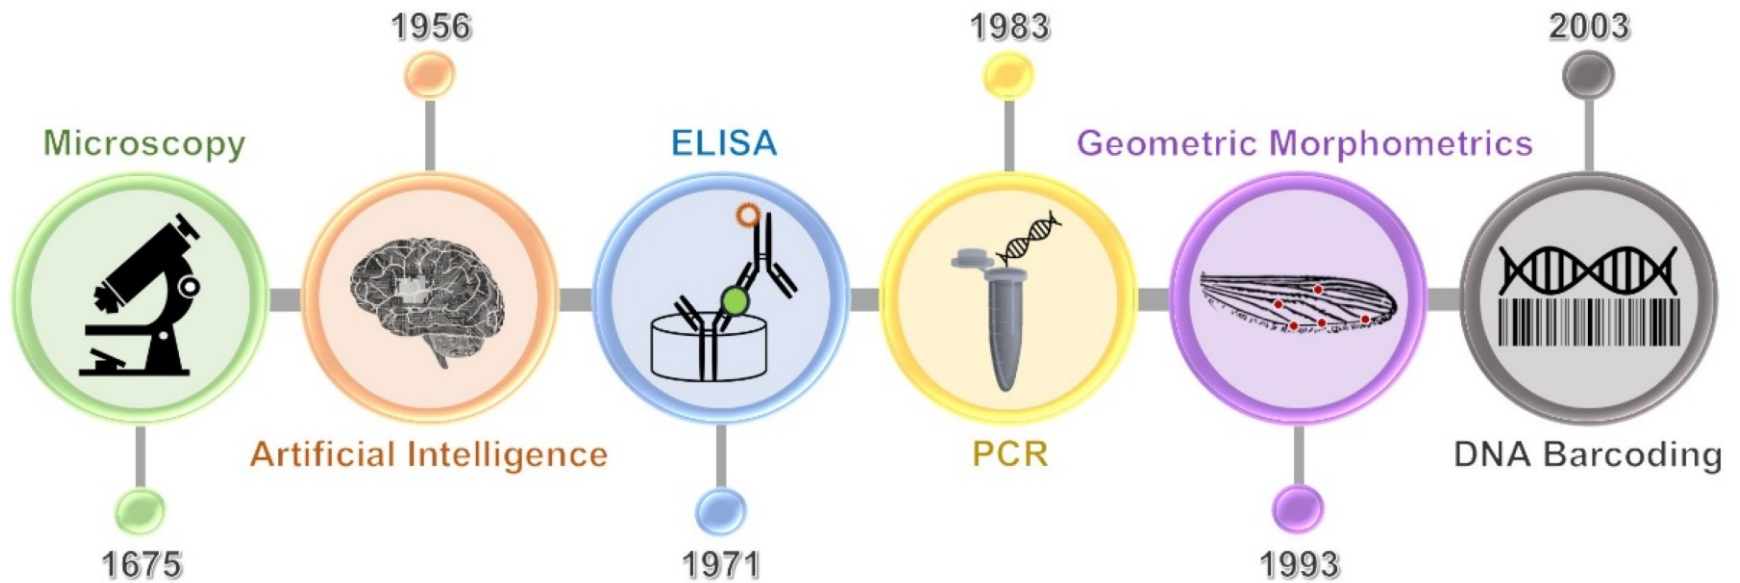 1956
1983
2003
Microscopy
ELISA
Geometric Morphometrics
Artificial Intelligence
PCR
DNA Barcoding
1675
1971
1993